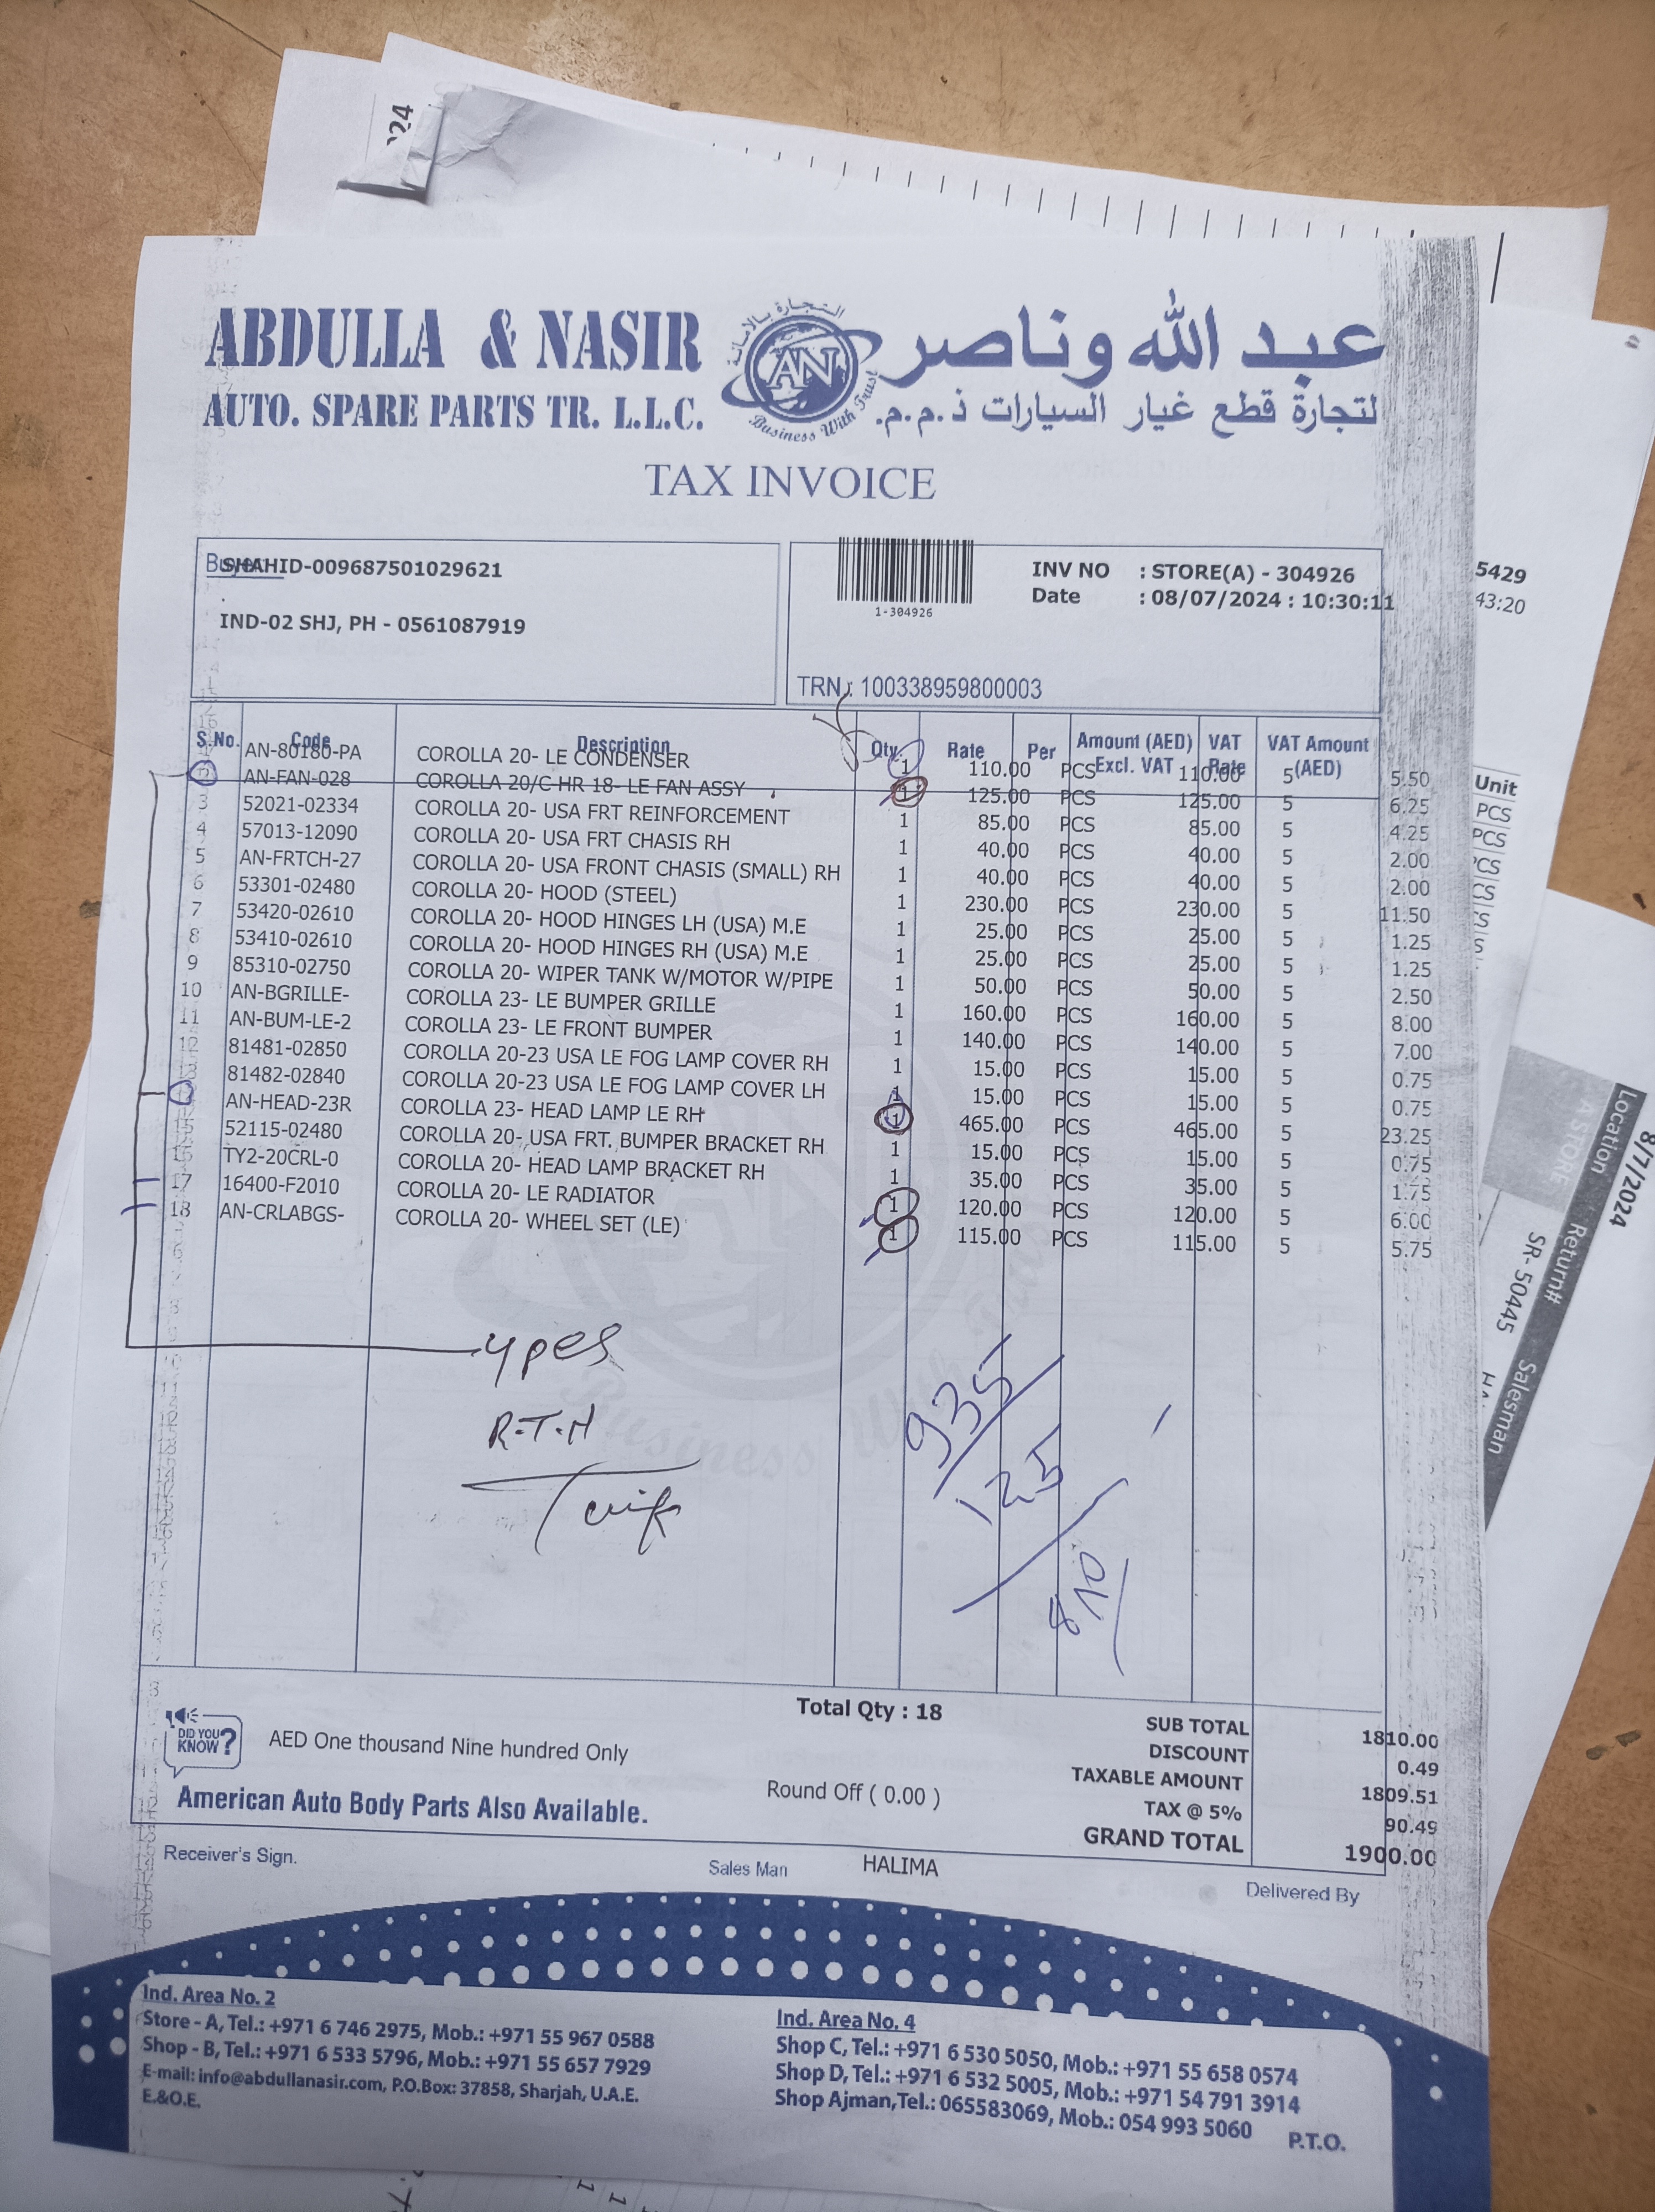 24
ABDULLA & NASIR
AUTO. SPARE PARTS TR. L.L.C.
التجارة بالأمانة
AN
Business With Trust
عبد الله وناصر
لتجارة قطع غيار السيارات ذ.م.م.
TAX INVOICE
Buyer
SHAHID-009687501029621
IND-02 SHJ, PH - 0561087919
1-304926
INV NO : STORE(A) - 304926
Date : 08/07/2024 : 10:30:11
TRN : 100338959800003
S.No. Code Description Qty. Rate Per Amount (AED) Excl. VAT VAT Rate VAT Amount (AED)
AN-80180-PA COROLLA 20- LE CONDENSER 1 110.00 PCS 110.00 5 5.50
AN-FAN-028 COROLLA 20/C-HR 18- LE FAN ASSY 1 125.00 PCS 125.00 5 6.25
3 52021-02334 COROLLA 20- USA FRT REINFORCEMENT 1 85.00 PCS 85.00 5 4.25
4 57013-12090 COROLLA 20- USA FRT CHASIS RH 1 40.00 PCS 40.00 5 2.00
5 AN-FRTCH-27 COROLLA 20- USA FRONT CHASIS (SMALL) RH 1 40.00 PCS 40.00 5 2.00
6 53301-02480 COROLLA 20- HOOD (STEEL) 1 230.00 PCS 230.00 5 11.50
7 53420-02610 COROLLA 20- HOOD HINGES LH (USA) M.E 1 25.00 PCS 25.00 5 1.25
8 53410-02610 COROLLA 20- HOOD HINGES RH (USA) M.E 1 25.00 PCS 25.00 5 1.25
9 85310-02750 COROLLA 20- WIPER TANK W/MOTOR W/PIPE 1 50.00 PCS 50.00 5 2.50
10 AN-BGRILLE- COROLLA 23- LE BUMPER GRILLE 1 160.00 PCS 160.00 5 8.00
11 AN-BUM-LE-2 COROLLA 23- LE FRONT BUMPER 1 140.00 PCS 140.00 5 7.00
12 81481-02850 COROLLA 20-23 USA LE FOG LAMP COVER RH 1 15.00 PCS 15.00 5 0.75
81482-02840 COROLLA 20-23 USA LE FOG LAMP COVER LH 1 15.00 PCS 15.00 5 0.75
AN-HEAD-23R COROLLA 23- HEAD LAMP LE RH 1 465.00 PCS 465.00 5 23.25
15 52115-02480 COROLLA 20- USA FRT. BUMPER BRACKET RH 1 15.00 PCS 15.00 5 0.75
16 TY2-20CRL-0 COROLLA 20- HEAD LAMP BRACKET RH 1 35.00 PCS 35.00 5 1.75
17 16400-F2010 COROLLA 20- LE RADIATOR 1 120.00 PCS 120.00 5 6.00
18 AN-CRLABGS- COROLLA 20- WHEEL SET (LE) 1 115.00 PCS 115.00 5 5.75
4 pes
R.T.N
935
125
810
Business With
Total Qty : 18
DID YOU KNOW?
AED One thousand Nine hundred Only
Round Off ( 0.00 )
American Auto Body Parts Also Available.
SUB TOTAL 1810.00
DISCOUNT 0.49
TAXABLE AMOUNT 1809.51
TAX @ 5% 90.49
GRAND TOTAL 1900.00
Receiver's Sign.
Sales Man HALIMA
Delivered By
Ind. Area No. 2
Store - A, Tel.: +971 6 746 2975, Mob.: +971 55 967 0588
Shop - B, Tel.: +971 6 533 5796, Mob.: +971 55 657 7929
E-mail: info@abdullanasir.com, P.O.Box: 37858, Sharjah, U.A.E.
E.&O.E.
Ind. Area No. 4
Shop C, Tel.: +971 6 530 5050, Mob.: +971 55 658 0574
Shop D, Tel.: +971 6 532 5005, Mob.: +971 54 791 3914
Shop Ajman, Tel.: 065583069, Mob.: 054 993 5060
P.T.O.
5429
43:20
Unit
PCS
PCS
8/7/2024
Location Return# Salesman
A STORE SR- 50445